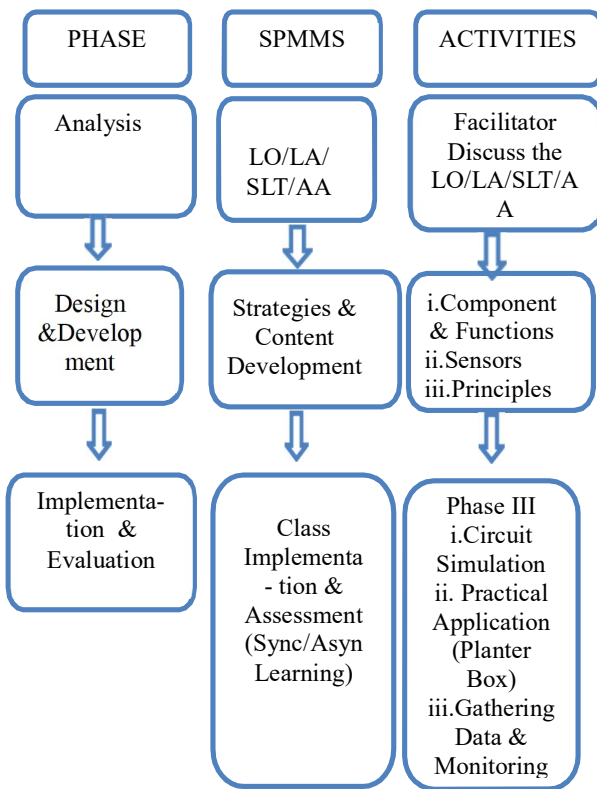 PHASE
SPMMS
ACTIVITIES
Analysis
LO/LA/
SLT/AA
Facilitator
Discuss the
LO/LA/SLT/A
A
Design
&Develop
ment
Strategies &
Content
Development
i.Component
& Functions
ii.Sensors
iii.Principles
Implementa-
tion &
Evaluation
Class
Implementa
- tion &
Assessment
(Sync/Asyn
Learning)
Phase III
i.Circuit
Simulation
ii. Practical
Application
(Planter
Box)
iii.Gathering
Data &
Monitoring